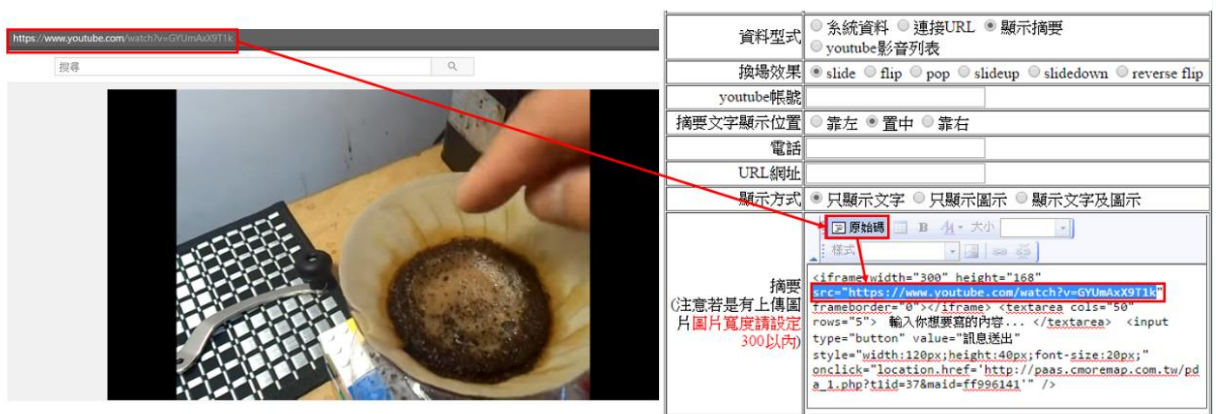 https://www.youtube.com/watch?v=GYUmAxX9T1k
搜尋
資料型式
系統資料 連接URL 顯示摘要
youtube影音列表
換場效果
slide flip pop slideup slidedown reverse flip
youtube帳號
摘要文字顯示位置
靠左 置中 靠右
電話
URL網址
顯示方式
只顯示文字 只顯示圖示 顯示文字及圖示
原始碼 B 大小
樣式
摘要
(注意若是有上傳圖
片圖片寬度請設定
300以內)
<iframe width="300" height="168"
src="https://www.youtube.com/watch?v=GYUmAxX9T1k"
frameborder="0"></iframe> <textarea cols="50"
rows="5"> 輸入你想要寫的內容... </textarea> <input
type="button" value="訊息送出"
style="width:120px;height:40px;font-size:20px;"
onclick="location.href='http://paas.cmoremap.com.tw/pd
a_1.php?t1id=37&maid=ff996141'" />